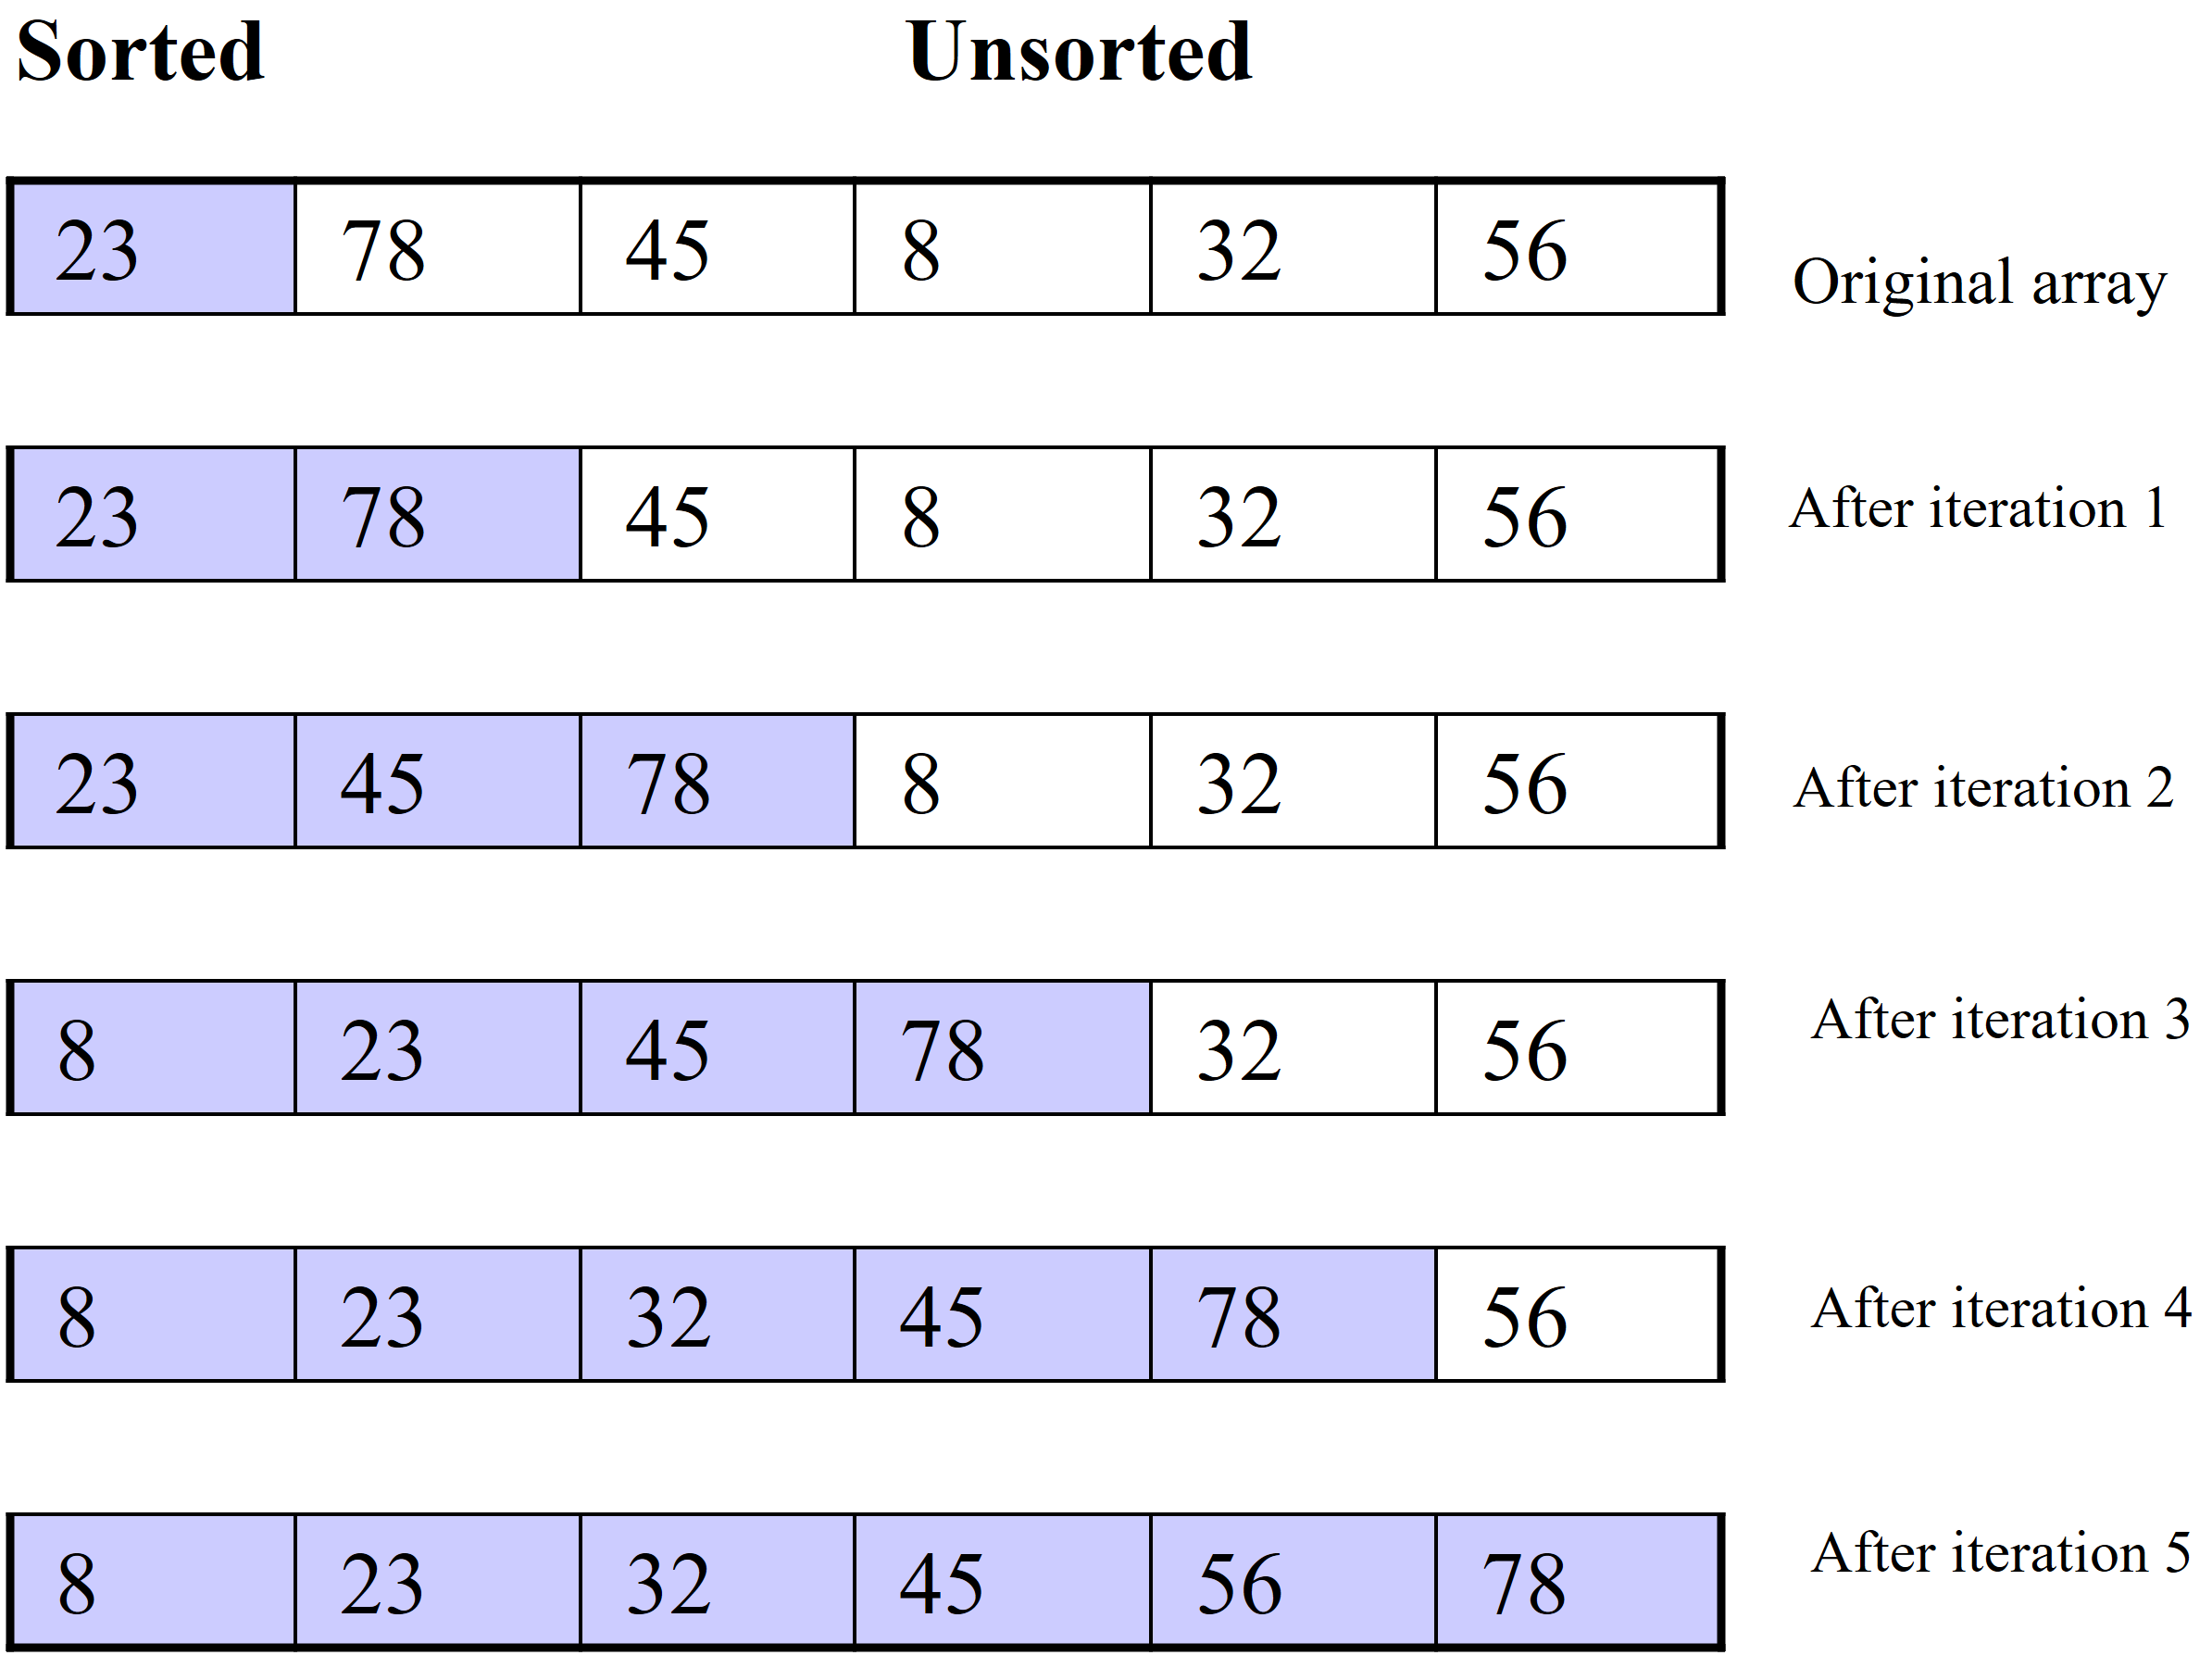 Sorted Unsorted
23 78 45 8 32 56 Original array
23 78 45 8 32 56 After iteration 1
23 45 78 8 32 56 After iteration 2
8 23 45 78 32 56 After iteration 3
8 23 32 45 78 56 After iteration 4
8 23 32 45 56 78 After iteration 5